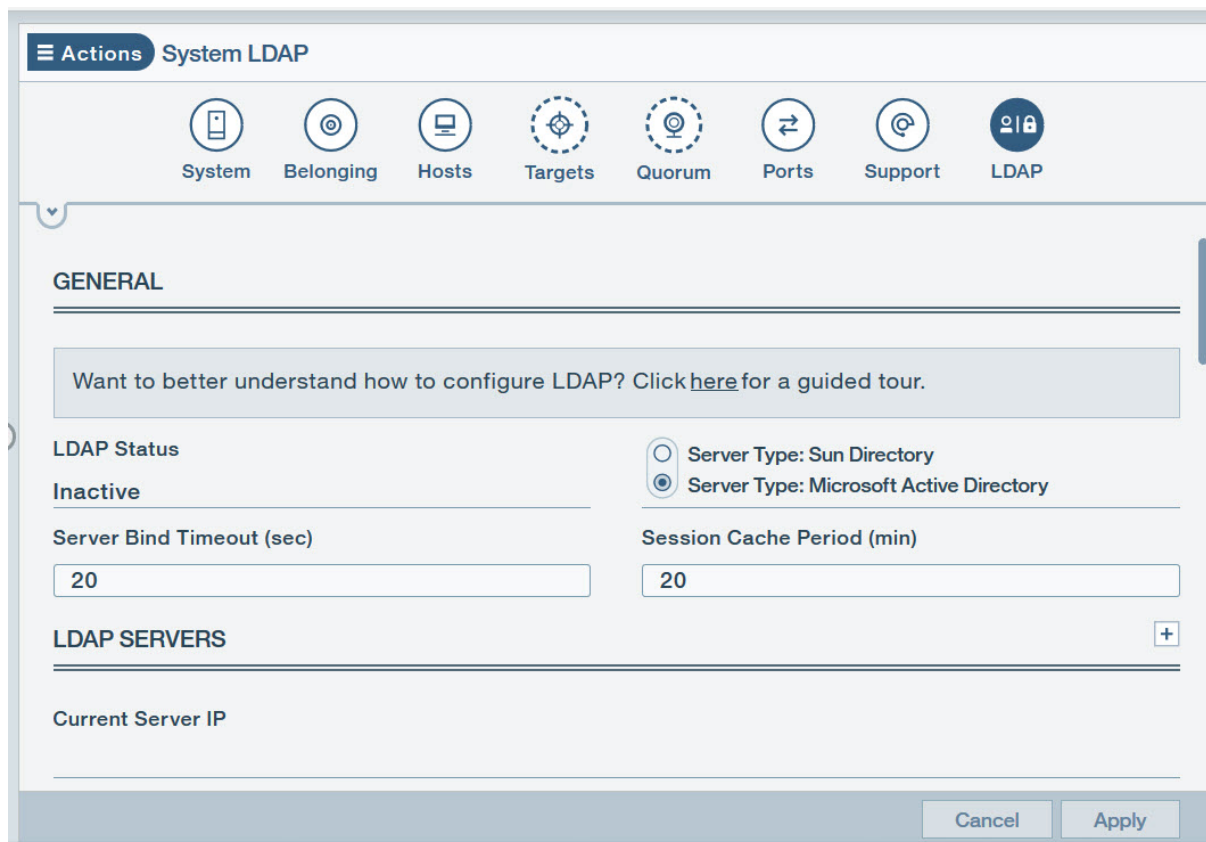 Actions System LDAP
System Belonging Hosts Targets Quorum Ports Support LDAP
GENERAL
Want to better understand how to configure LDAP? Click here for a guided tour.
LDAP Status
Inactive
Server Type: Sun Directory
Server Type: Microsoft Active Directory
Server Bind Timeout (sec)
20
Session Cache Period (min)
20
LDAP SERVERS
Current Server IP
Cancel Apply